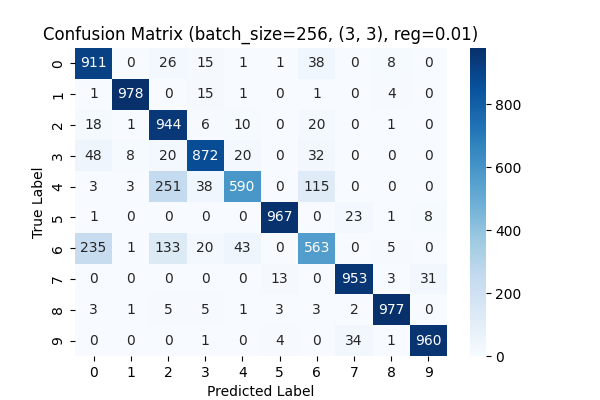 Confusion Matrix (batch_size=256, (3, 3), reg=0.01)
0 911 0 26 15 1 1 38 0 8 0
1 1 978 0 15 1 0 1 0 4 0
2 18 1 944 6 10 0 20 0 1 0
3 48 8 20 872 20 0 32 0 0 0
4 3 3 251 38 590 0 115 0 0 0
5 1 0 0 0 0 967 0 23 1 8
6 235 1 133 20 43 0 563 0 5 0
7 0 0 0 0 0 13 0 953 3 31
8 3 1 5 5 1 3 3 2 977 0
9 0 0 0 1 0 4 0 34 1 960
0 1 2 3 4 5 6 7 8 9
Predicted Label
True Label
800
600
400
200
0